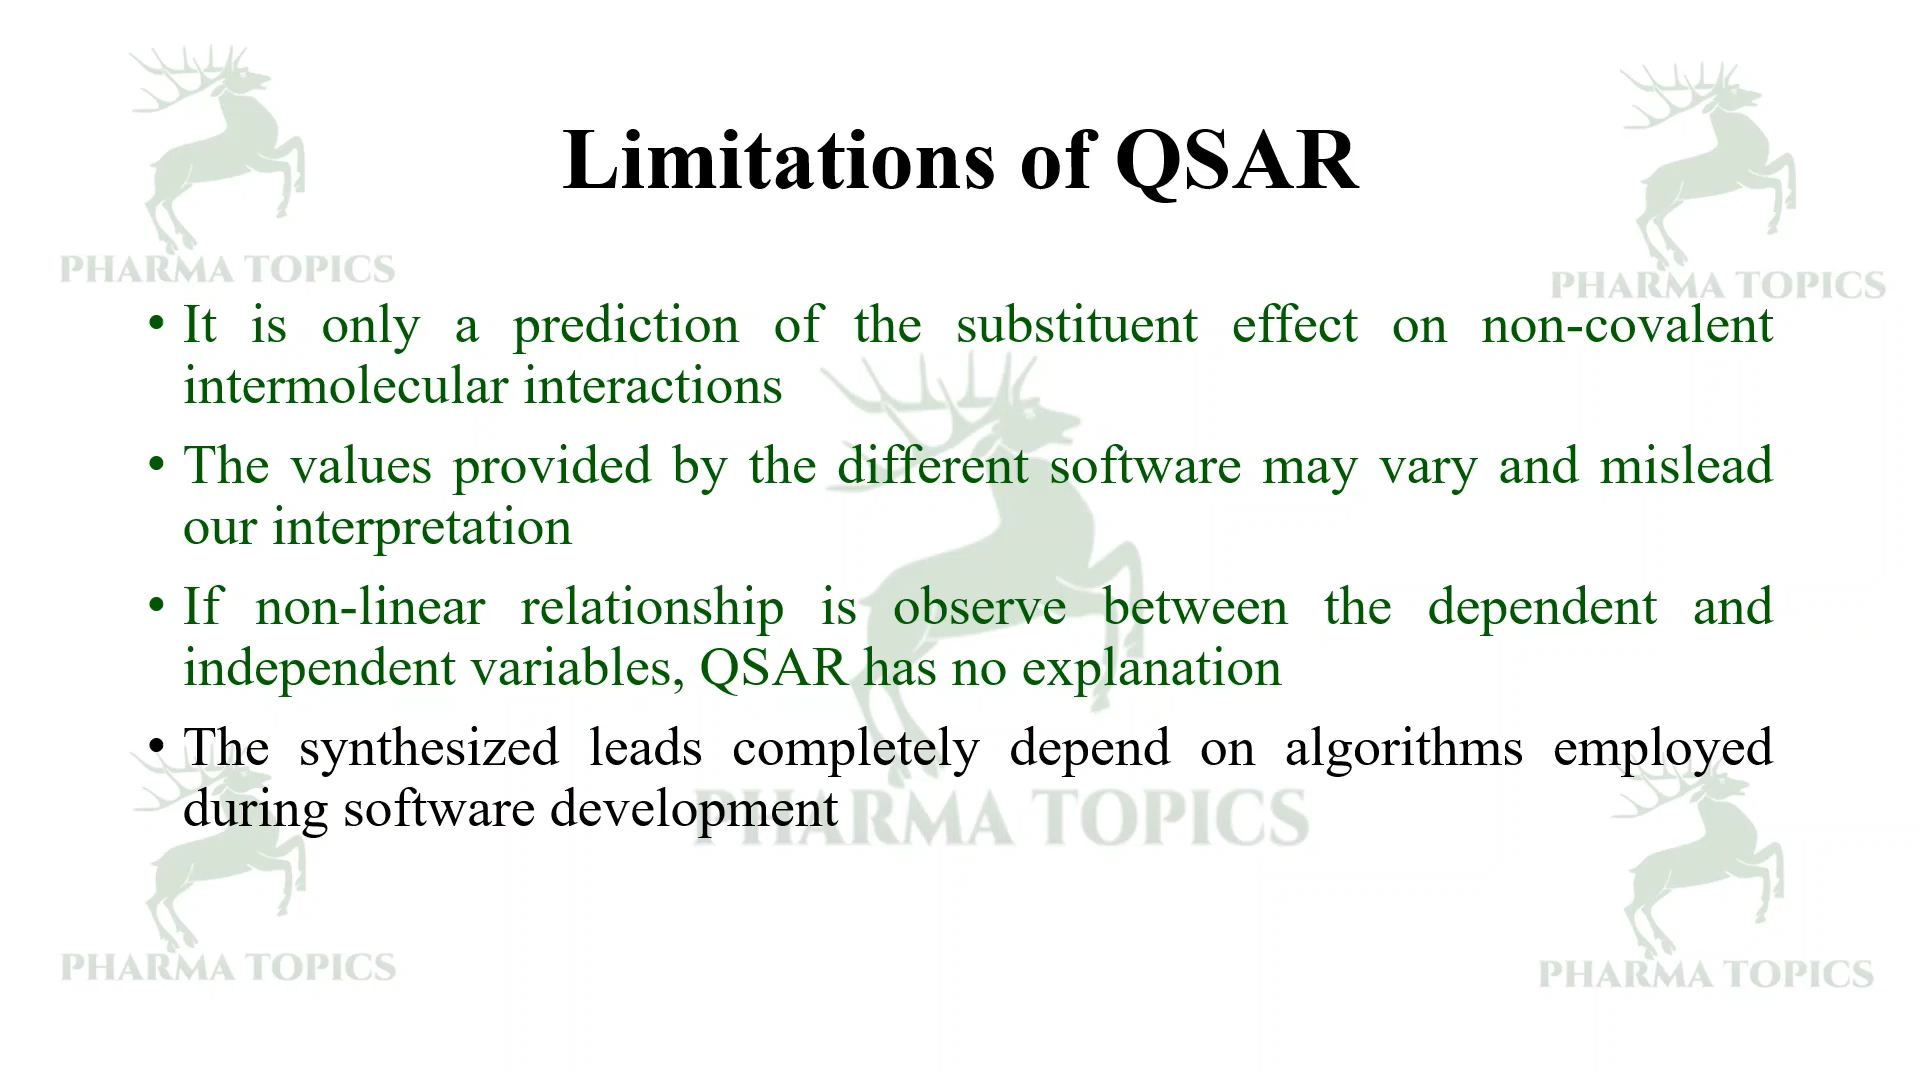 PHARMA TOPICS
PHARMA TOPICS
Limitations of QSAR
• It is only a prediction of the substituent effect on non-covalent
intermolecular interactions
• The values provided by the different software may vary and mislead
our interpretation
• If non-linear relationship is observe between the dependent and
independent variables, QSAR has no explanation
• The synthesized leads completely depend on algorithms employed
during software development
PHARMA TOPICS
PHARMA TOPICS
PHARMA TOPICS